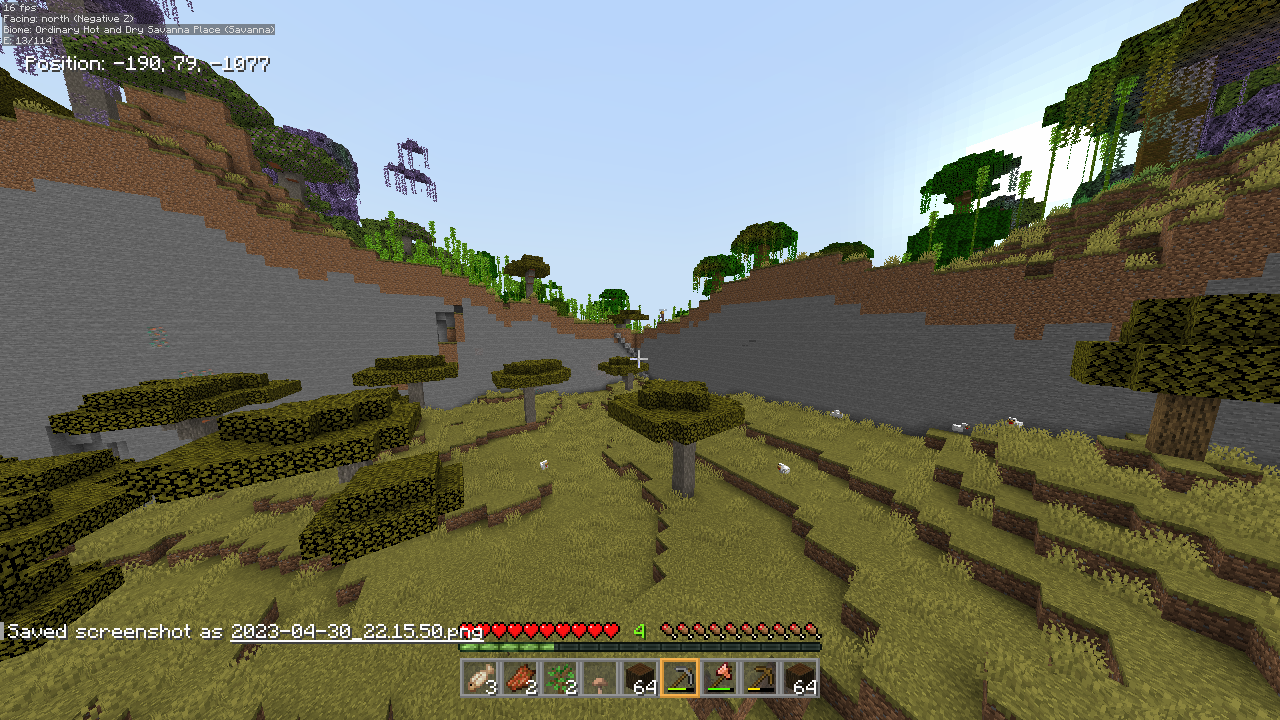 16 fps
Facing: north (Negative Z)
Biome: Ordinary Hot and Dry Savanna Place (Savanna)
E: 13/114
Position: -190, 79, -1077
Saved screenshot as 2023-04-30_22.15.50.png
4
3
2
2
64
64